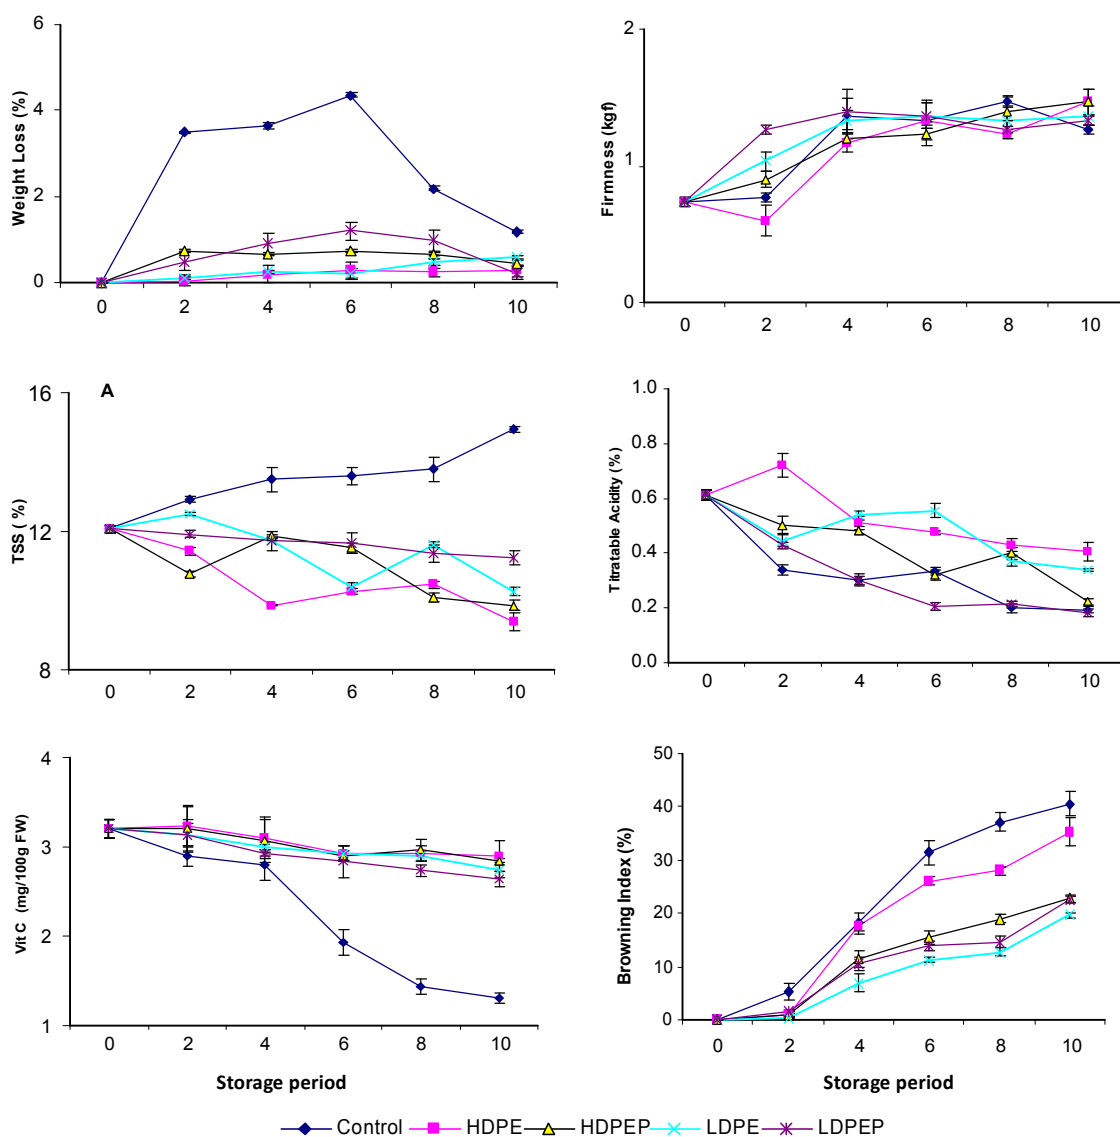 6
4
2
0
Weight Loss (%)
0 2 4 6 8 10
2
1
0
Firmness (kgf)
0 2 4 6 8 10
A
16
12
8
TSS ( %)
0 2 4 6 8 10
1.0
0.8
0.6
0.4
0.2
0.0
Titratable Acidity (%)
0 2 4 6 8 10
4
3
2
1
Vit C (mg/100g FW)
0 2 4 6 8 10
Storage period
50
40
30
20
10
0
Browning Index (%)
0 2 4 6 8 10
Storage period
Control HDPE HDPEP LDPE LDPEP